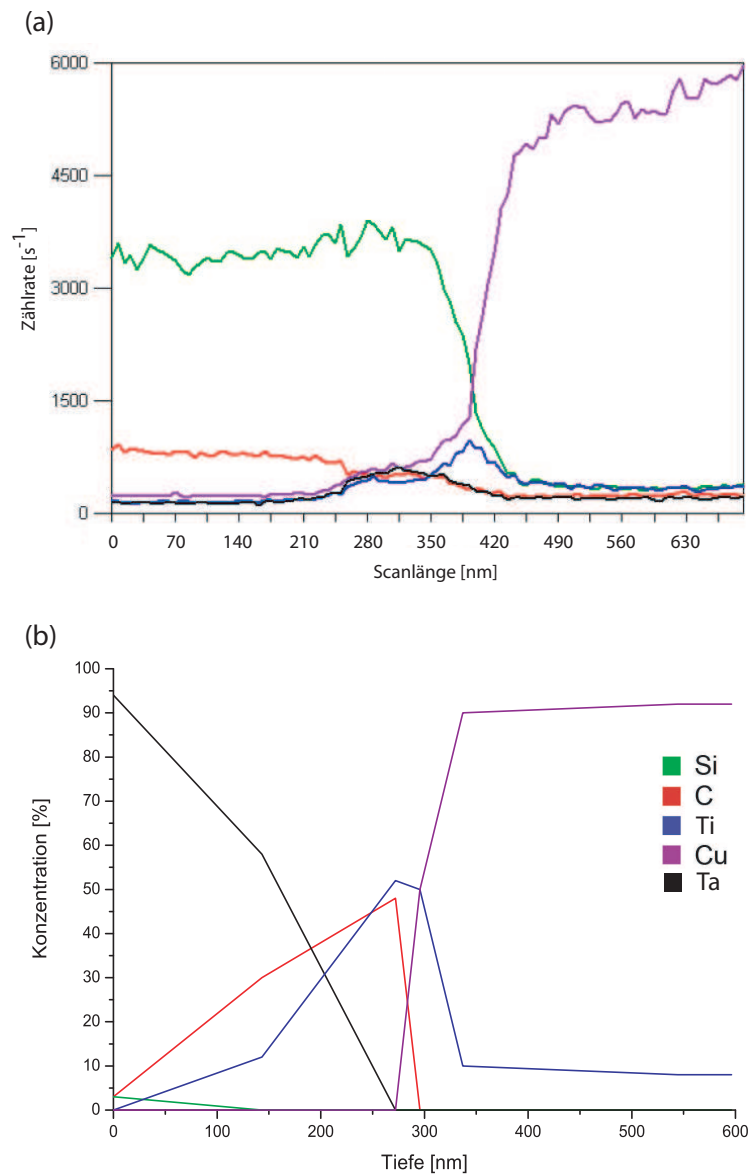 (a)
6000
4500
3000
1500
0
Zählrate [s⁻¹]
0 70 140 210 280 350 420 490 560 630
Scanlänge [nm]
(b)
100
90
80
70
60
50
40
30
20
10
0
Konzentration [%]
Si
C
Ti
Cu
Ta
0 100 200 300 400 500 600
Tiefe [nm]